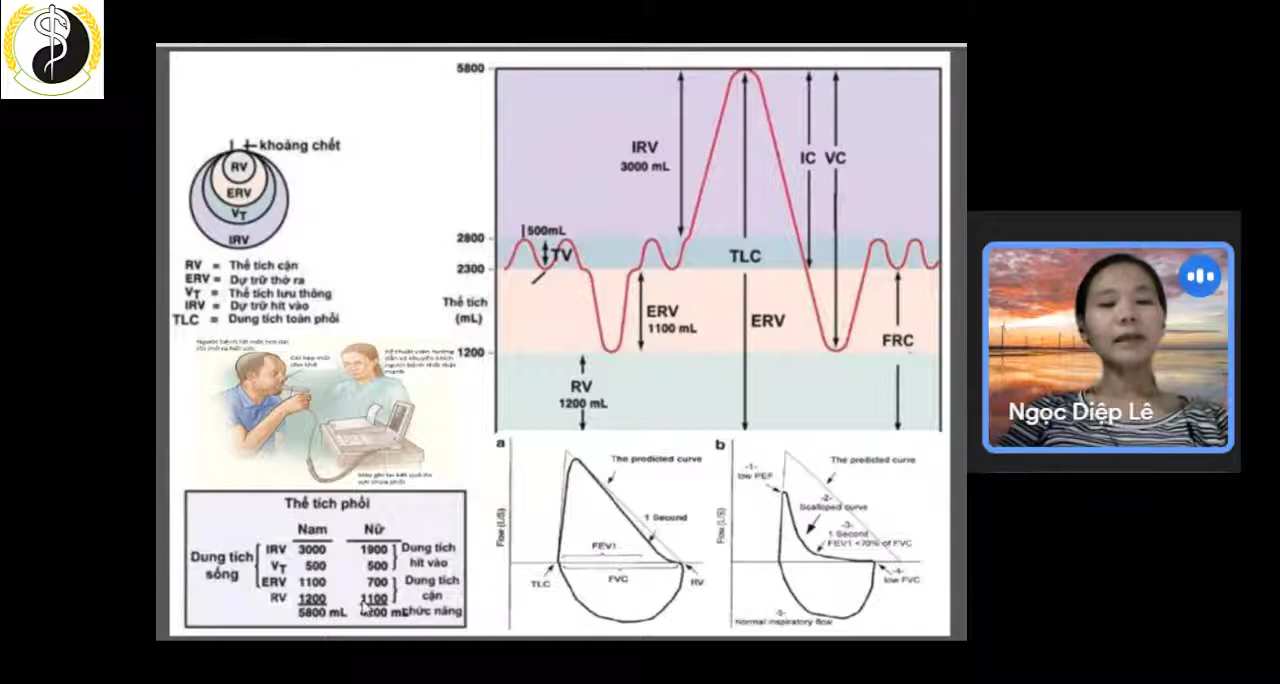 khoảng chết
RV
ERV
VT
IRV
RV = Thể tích cặn
ERV = Dự trữ thở ra
VT = Thể tích lưu thông
IRV = Dự trữ hít vào
TLC = Dung tích toàn phổi
5800
2800
2300
Thể tích
(mL)
1200
500mL
TV
IRV
3000 mL
ERV
1100 mL
RV
1200 mL
TLC
ERV
IC VC
FRC
Thể tích phổi
Nam Nữ
Dung tích
sống
IRV 3000 1900
VT 500 500
ERV 1100 700
RV 1200 1100
5800 mL
Dung tích
hít vào
Dung tích
cặn
chức năng
a
The predicted curve
1 Second
FEV1
FVC
TLC
RV
Flow (L/S)
b
The predicted curve
-1-
low PEF
-2-
Scalloped curve
-3-
1 Second
FEV1 <70% of FVC
low FVC
Normal inspiratory flow
Flow (L/S)
Ngọc Diệp Lê